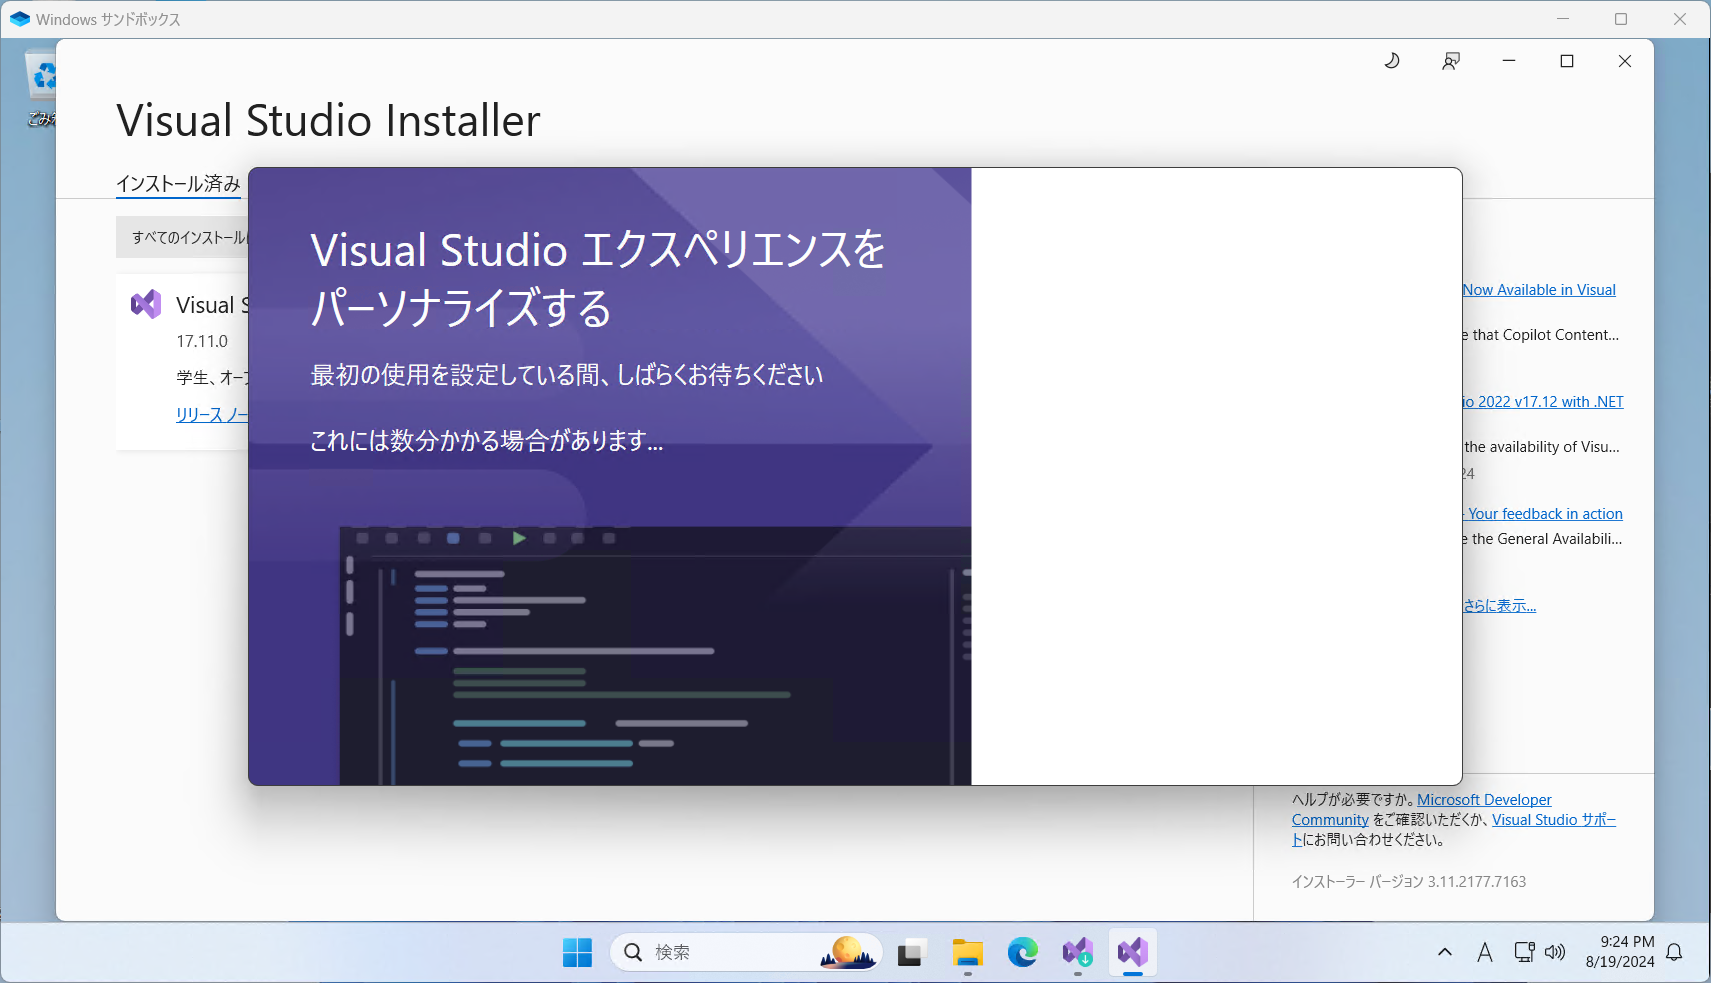 Windows サンドボックス
ごみ
Visual Studio Installer
インストール済み
すべてのインストール
Visual S
17.11.0
学生、オープ
リリース ノー
Visual Studio エクスペリエンスを
パーソナライズする
最初の使用を設定している間、しばらくお待ちください
これには数分かかる場合があります...
Now Available in Visual
e that Copilot Content...
io 2022 v17.12 with .NET
the availability of Visu...
24
- Your feedback in action
e the General Availabili...
さらに表示...
ヘルプが必要ですか。Microsoft Developer
Community をご確認いただくか、Visual Studio サポー
トにお問い合わせください。
インストーラー バージョン 3.11.2177.7163
検索
A
9:24 PM
8/19/2024